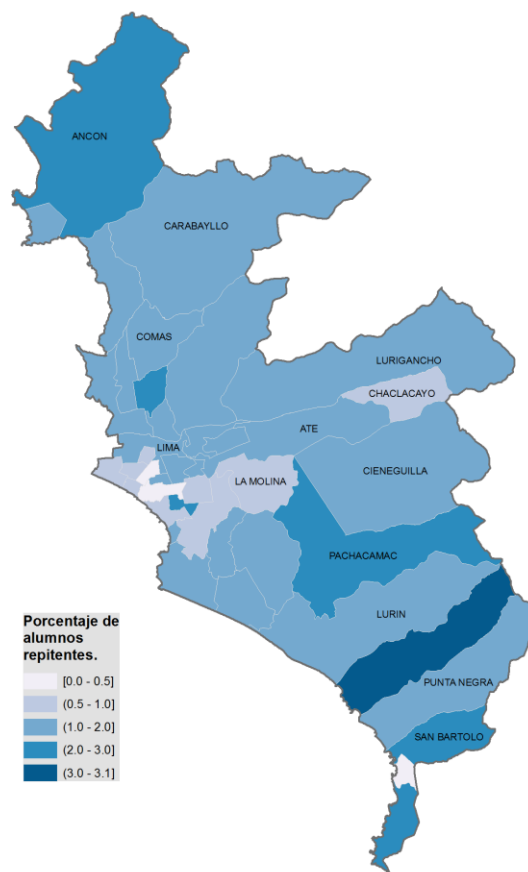 ANCON
CARABAYLLO
COMAS
LURIGANCHO
CHACLACAYO
ATE
LIMA
CIENEGUILLA
LA MOLINA
PACHACAMAC
LURIN
PUNTA NEGRA
SAN BARTOLO
Porcentaje de
alumnos
repitentes.
[0.0 - 0.5]
(0.5 - 1.0]
(1.0 - 2.0]
(2.0 - 3.0]
(3.0 - 3.1]